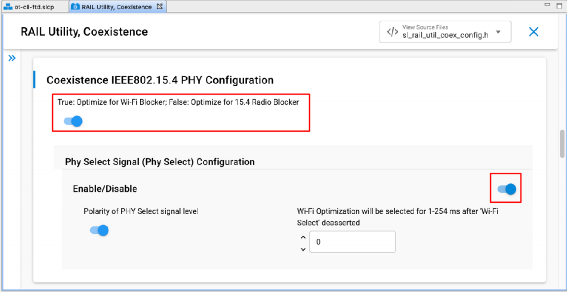 ot-cli-ftd.slcp
RAIL Utility, Coexistence
RAIL Utility, Coexistence
View Source Files
sl_rail_util_coex_config.h
Coexistence IEEE802.15.4 PHY Configuration
True: Optimize for Wi-Fi Blocker; False: Optimize for 15.4 Radio Blocker
Phy Select Signal (Phy Select) Configuration
Enable/Disable
Polarity of PHY Select signal level
Wi-Fi Optimization will be selected for 1-254 ms after 'Wi-Fi
Select' deasserted
0